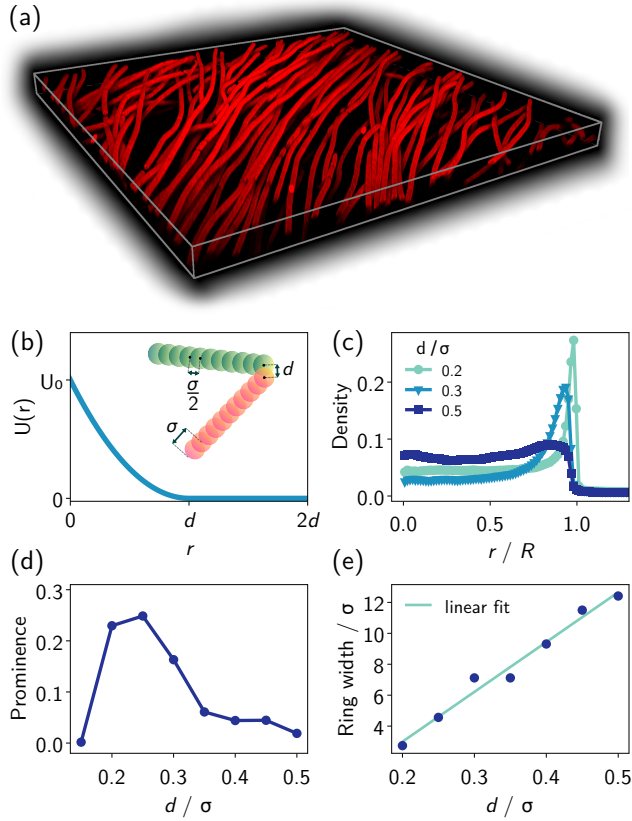 (a)
(b)
U(r)
U₀
0
0
d
2d
r
σ
2
d
σ
(c)
Density
0.2
0.1
0.0
d/σ
0.2
0.3
0.5
0.0
0.5
1.0
r / R
(d)
Prominence
0.3
0.2
0.1
0.0
0.2
0.3
0.4
0.5
d / σ
(e)
Ring width / σ
12
10
8
6
4
linear fit
0.2
0.3
0.4
0.5
d / σ